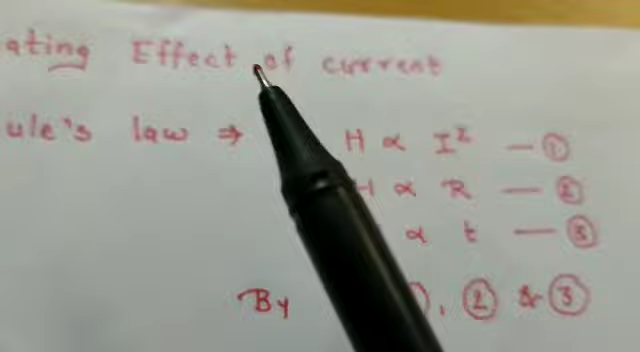 ating Effect of current
ule's law ⇒ H ∝ I² — ①
H ∝ R — ②
∝ t — ③
By , ② & ③